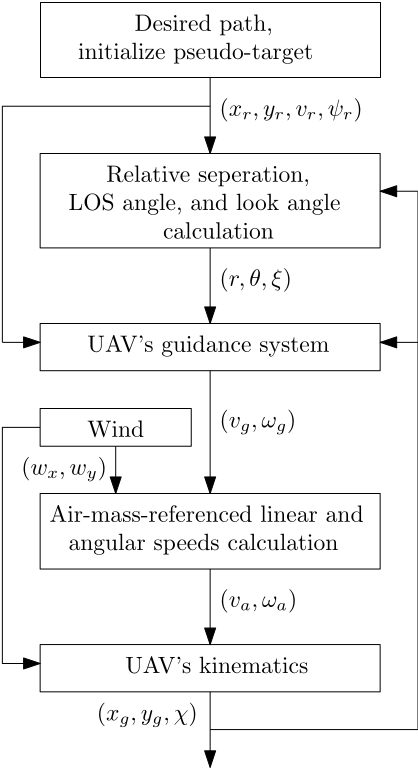 Desired path,
initialize pseudo-target
(x_r, y_r, v_r, ψ_r)
Relative seperation,
LOS angle, and look angle
calculation
(r, θ, ξ)
UAV's guidance system
(v_g, ω_g)
Wind
(w_x, w_y)
Air-mass-referenced linear and
angular speeds calculation
(v_a, ω_a)
UAV's kinematics
(x_g, y_g, χ)